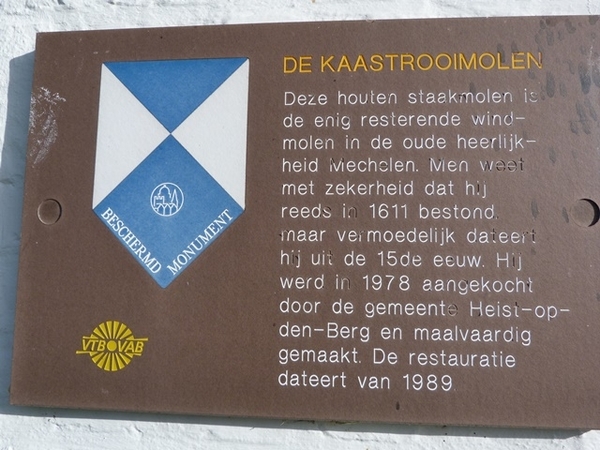 DE KAASTROOIMOLEN
Deze houten staakmolen is
de enig resterende wind-
molen in de oude heerlijk-
heid Mechelen. Men weet
met zekerheid dat hij
reeds in 1611 bestond,
maar vermoedelijk dateert
hij uit de 15de eeuw. Hij
werd in 1978 aangekocht
door de gemeente Heist-op-
den-Berg en maalvaardig
gemaakt. De restauratie
dateert van 1989.
BESCHERMD
MONUMENT
VTB VAB